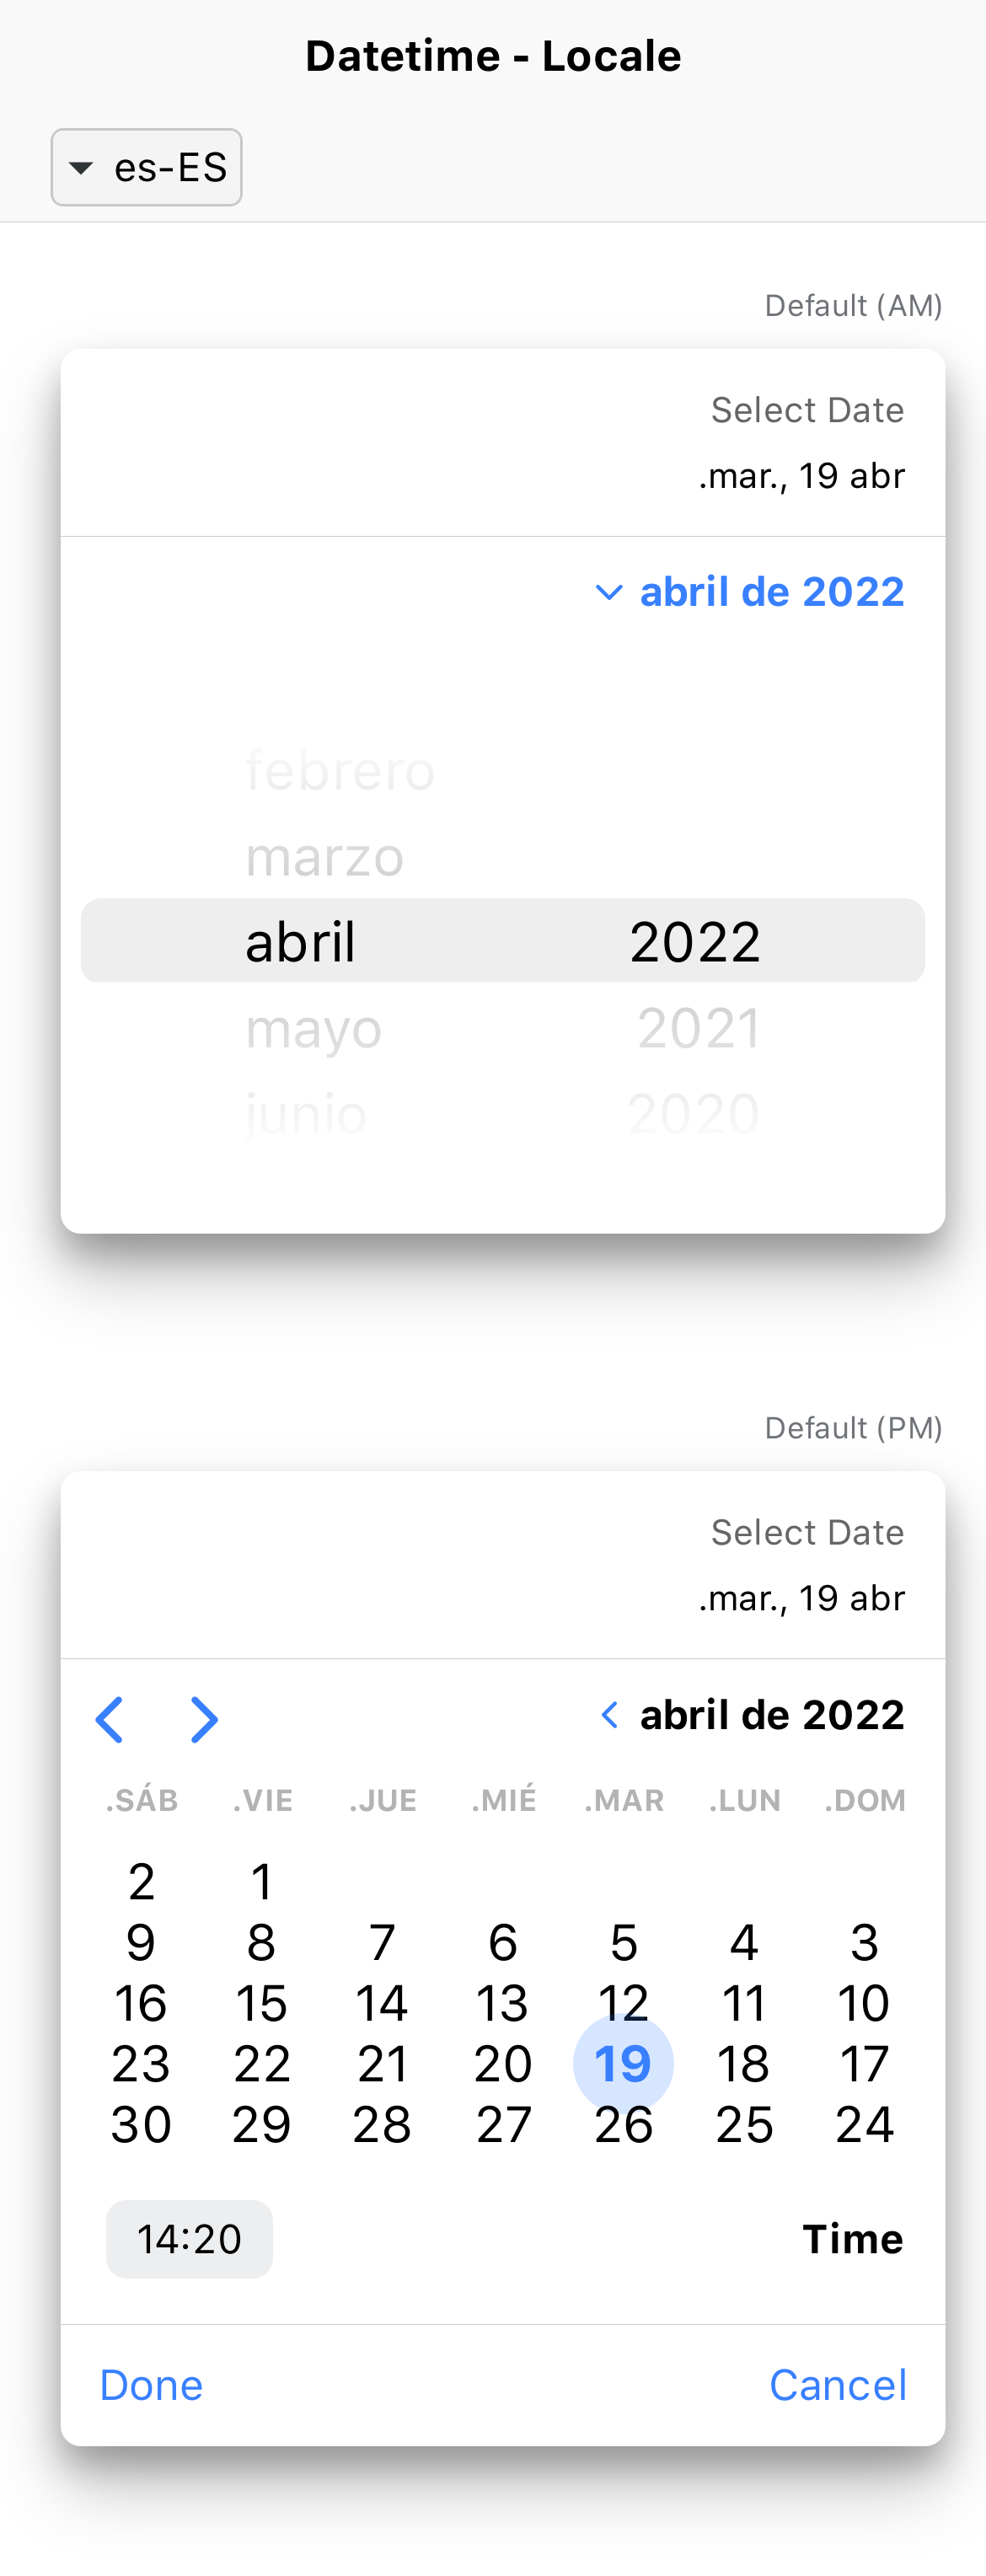 Datetime - Locale
es-ES
Default (AM)
Select Date
.mar., 19 abr
abril de 2022
febrero
marzo
abril 2022
mayo 2021
junio 2020
Default (PM)
Select Date
.mar., 19 abr
abril de 2022
.SÁB .VIE .JUE .MIÉ .MAR .LUN .DOM
2 1
9 8 7 6 5 4 3
16 15 14 13 12 11 10
23 22 21 20 19 18 17
30 29 28 27 26 25 24
14:20 Time
Done Cancel